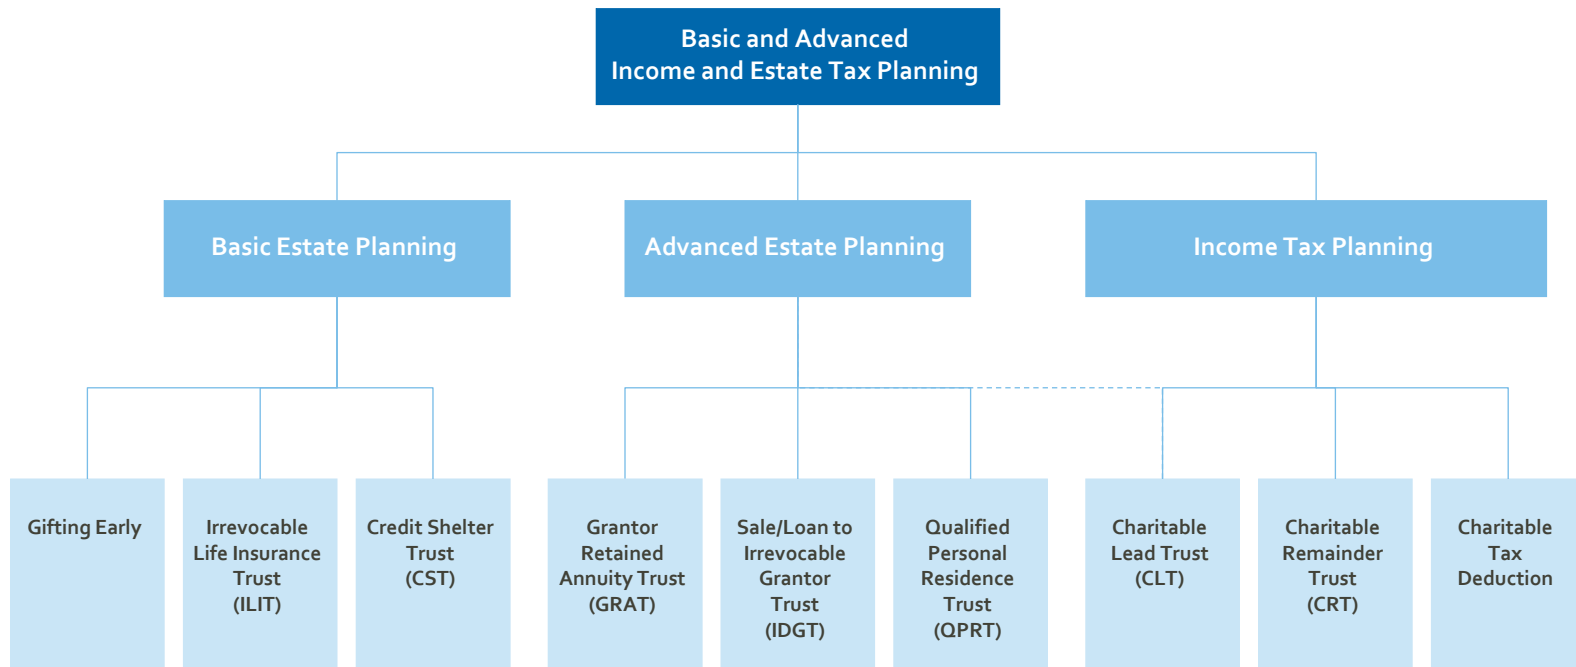 Basic and Advanced
Income and Estate Tax Planning
Basic Estate Planning
Advanced Estate Planning
Income Tax Planning
Gifting Early
Irrevocable
Life Insurance
Trust
(ILIT)
Credit Shelter
Trust
(CST)
Grantor
Retained
Annuity Trust
(GRAT)
Sale/Loan to
Irrevocable
Grantor
Trust
(IDGT)
Qualified
Personal
Residence
Trust
(QPRT)
Charitable
Lead Trust
(CLT)
Charitable
Remainder
Trust
(CRT)
Charitable
Tax
Deduction